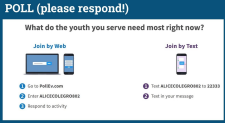 POLL (please respond!)
What do the youth you serve need most right now?
Join by Web
Join by Text
1 Go to PollEv.com
1 Text ALICECOLEGROS02 to 22333
2 Enter ALICECOLEGROS02
2 Text in your message
3 Respond to activity